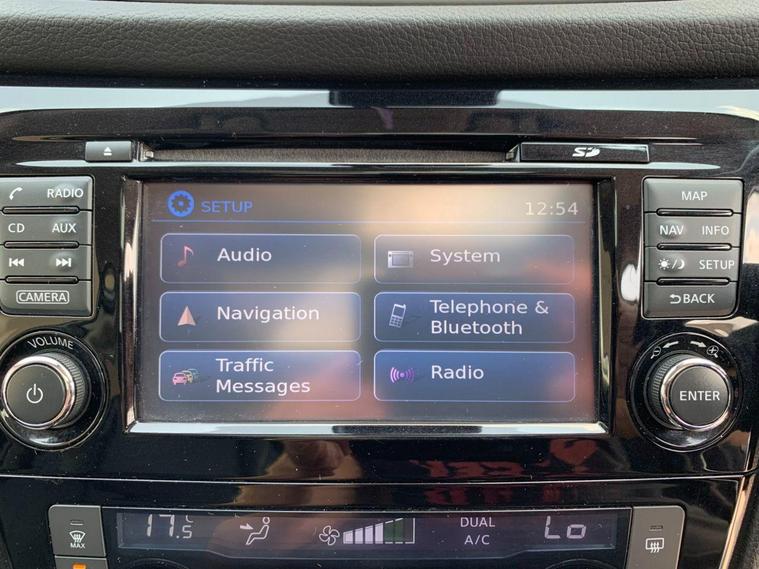 SD
RADIO
CD AUX
CAMERA
VOLUME
SETUP 12:54
Audio
System
Navigation
Telephone &
Bluetooth
Traffic
Messages
Radio
MAP
NAV INFO
SETUP
BACK
ENTER
MAX
17.5
DUAL
A/C
Lo